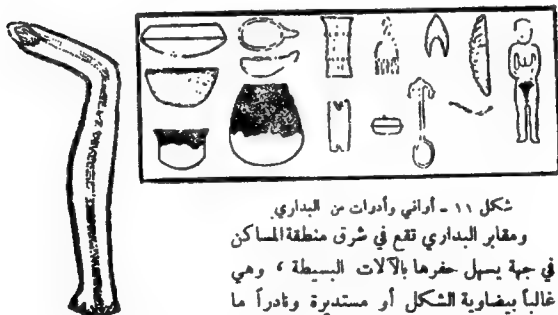 شكل ١١ - أواني وأدوات من البداري
ومقابر البداري تقع في شرق منطقة المساكن
في جهة يسهل حفرها بالآلات البسيطة ، وهي
غالباً بيضاوية الشكل أو مستديرة ونادراً ما